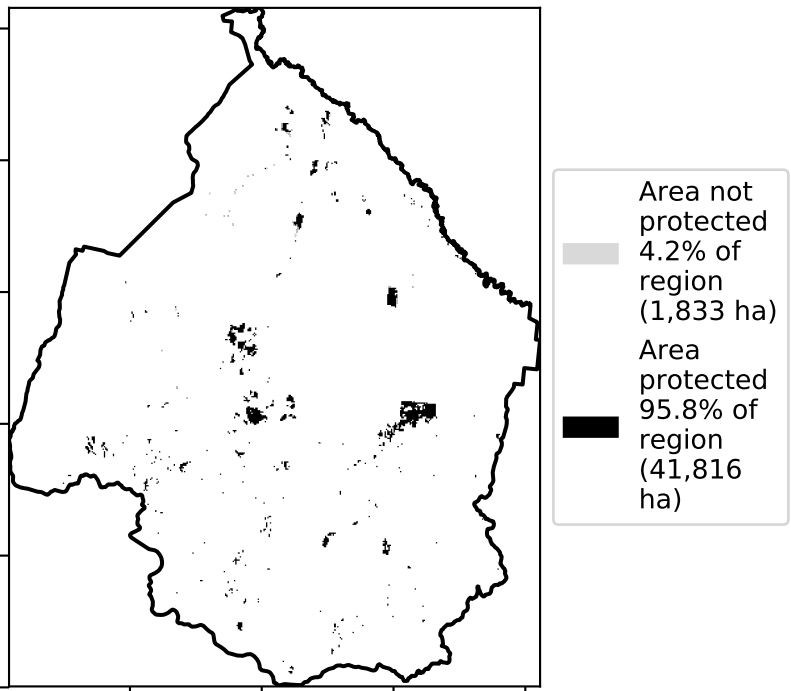 Area not
protected
4.2% of
region
(1,833 ha)
Area
protected
95.8% of
region
(41,816
ha)